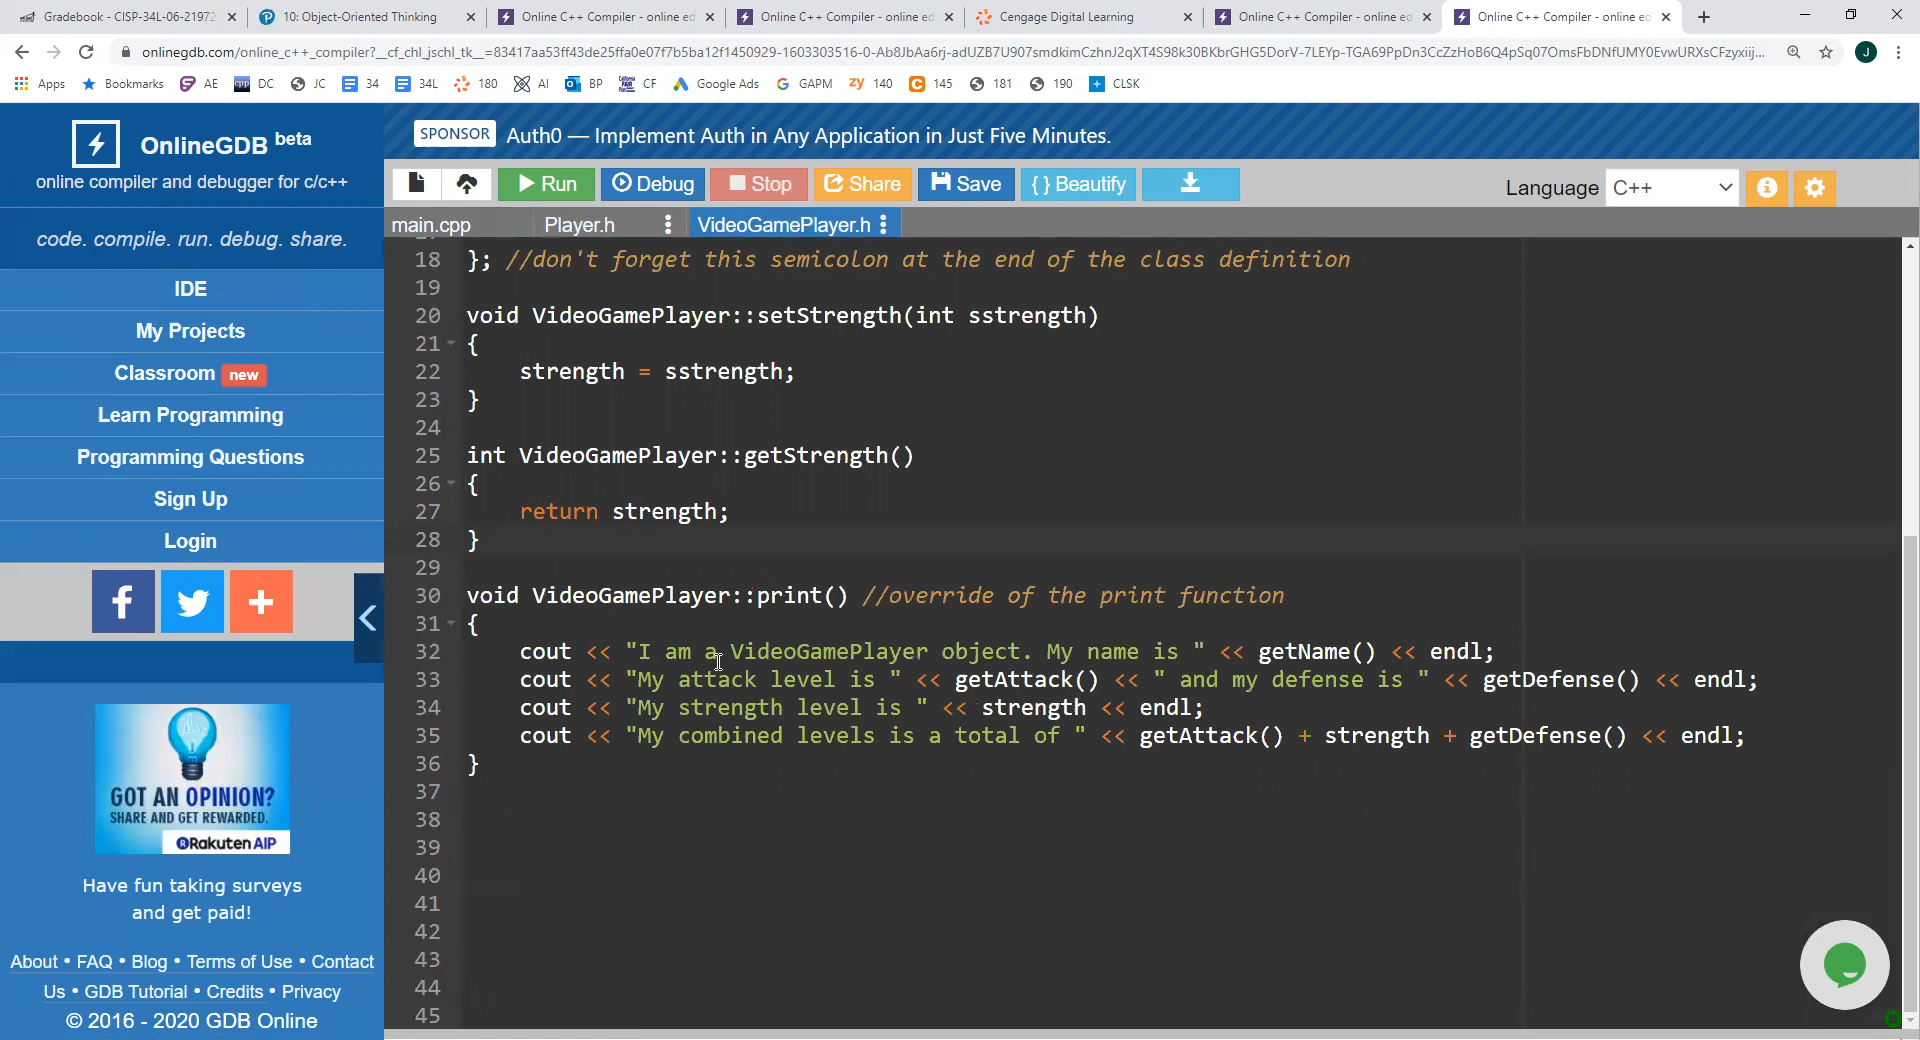 Gradebook - CISP-34L-06-21972
10: Object-Oriented Thinking
Online C++ Compiler - online ed
Online C++ Compiler - online ed
Cengage Digital Learning
Online C++ Compiler - online ed
Online C++ Compiler - online ed
onlinegdb.com/online_c++_compiler?__cf_chl_jschl_tk__=83417aa53ff43de25ffa0e07f7b5ba12f1450929-1603303516-0-Ab8JbAa6rj-adUZB7U907smdkimCzhnJ2qXT4S98k30BKbrGHG5DorV-7LEYp-TGA69PpDn3CcZzHoB6Q4pSq07OmsFbDNfUMY0EvwURXsCFzyxiij...
J
Apps Bookmarks AE DC JC 34 34L 180 AI BP CF Google Ads GAPM 140 145 181 190 CLSK
OnlineGDB beta
online compiler and debugger for c/c++
code. compile. run. debug. share.
IDE
My Projects
Classroom new
Learn Programming
Programming Questions
Sign Up
Login
GOT AN OPINION?
SHARE AND GET REWARDED.
Rakuten AIP
Have fun taking surveys
and get paid!
About • FAQ • Blog • Terms of Use • Contact
Us • GDB Tutorial • Credits • Privacy
© 2016 - 2020 GDB Online
SPONSOR Auth0 — Implement Auth in Any Application in Just Five Minutes.
Run Debug Stop Share Save { } Beautify Language C++
main.cpp Player.h VideoGamePlayer.h
18 }; //don't forget this semicolon at the end of the class definition
19
20 void VideoGamePlayer::setStrength(int sstrength)
21 {
22 strength = sstrength;
23 }
24
25 int VideoGamePlayer::getStrength()
26 {
27 return strength;
28 }
29
30 void VideoGamePlayer::print() //override of the print function
31 {
32 cout << "I am a VideoGamePlayer object. My name is " << getName() << endl;
33 cout << "My attack level is " << getAttack() << " and my defense is " << getDefense() << endl;
34 cout << "My strength level is " << strength << endl;
35 cout << "My combined levels is a total of " << getAttack() + strength + getDefense() << endl;
36 }
37
38
39
40
41
42
43
44
45